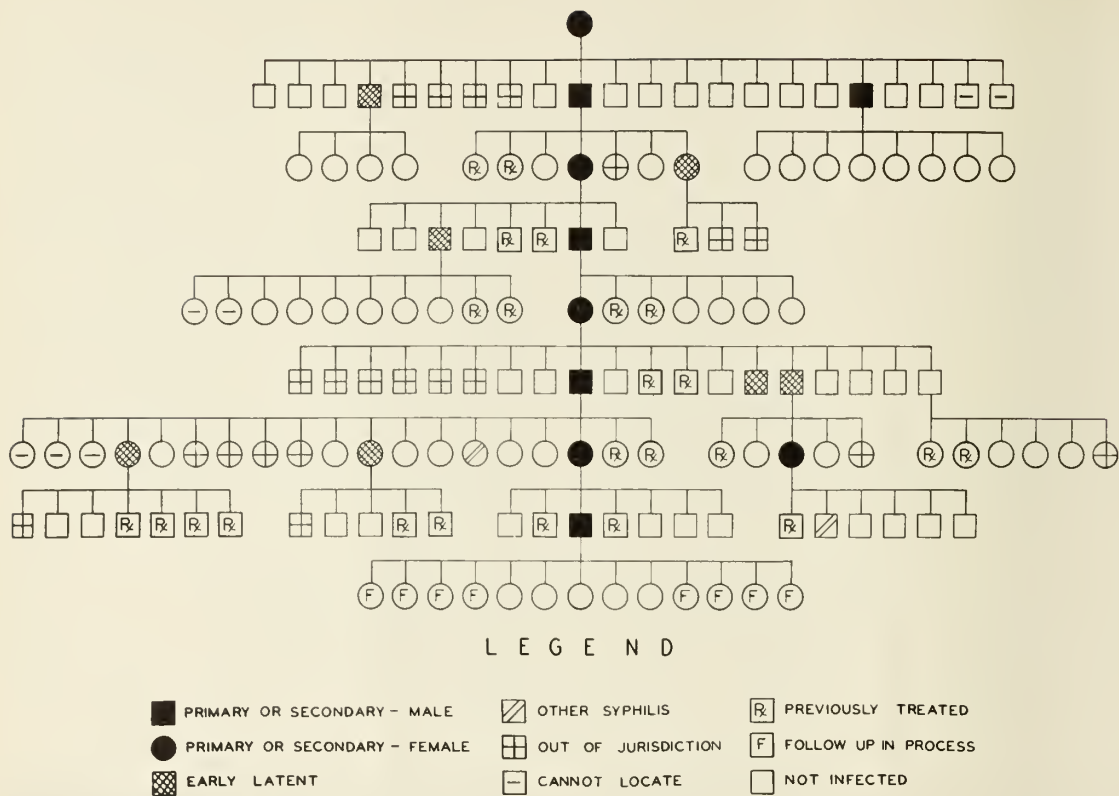 ℞ ℞
℞ ℞ ℞
℞ ℞ ℞ ℞
℞ ℞
℞ ℞ ℞ ℞ ℞
℞ ℞ ℞ ℞ ℞ ℞ ℞ ℞ ℞
F F F F F F F F
LEGEND
PRIMARY OR SECONDARY - MALE OTHER SYPHILIS ℞ PREVIOUSLY TREATED
PRIMARY OR SECONDARY - FEMALE OUT OF JURISDICTION F FOLLOW UP IN PROCESS
EARLY LATENT CANNOT LOCATE NOT INFECTED